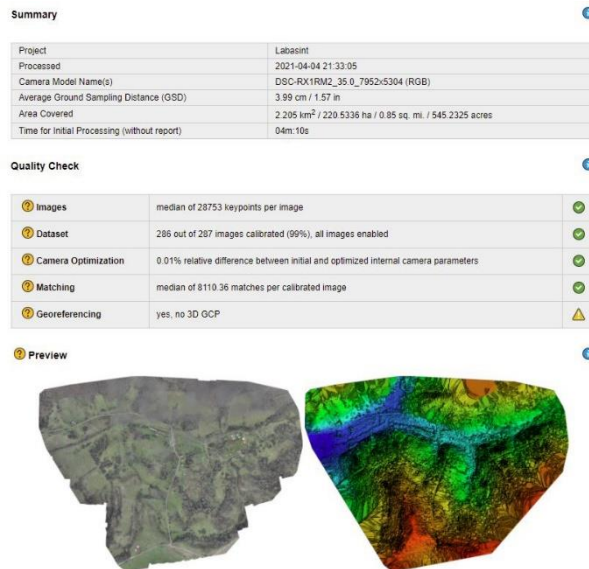 Summary
Project Labasint
Processed 2021-04-04 21:33:05
Camera Model Name(s) DSC-RX1RM2_35.0_7952x5304 (RGB)
Average Ground Sampling Distance (GSD) 3.99 cm / 1.57 in
Area Covered 2.205 km² / 220.5336 ha / 0.85 sq. mi. / 545.2325 acres
Time for Initial Processing (without report) 04m:10s
Quality Check
? Images median of 28753 keypoints per image
? Dataset 286 out of 287 images calibrated (99%), all images enabled
? Camera Optimization 0.01% relative difference between initial and optimized internal camera parameters
? Matching median of 8110.36 matches per calibrated image
? Georeferencing yes, no 3D GCP
? Preview